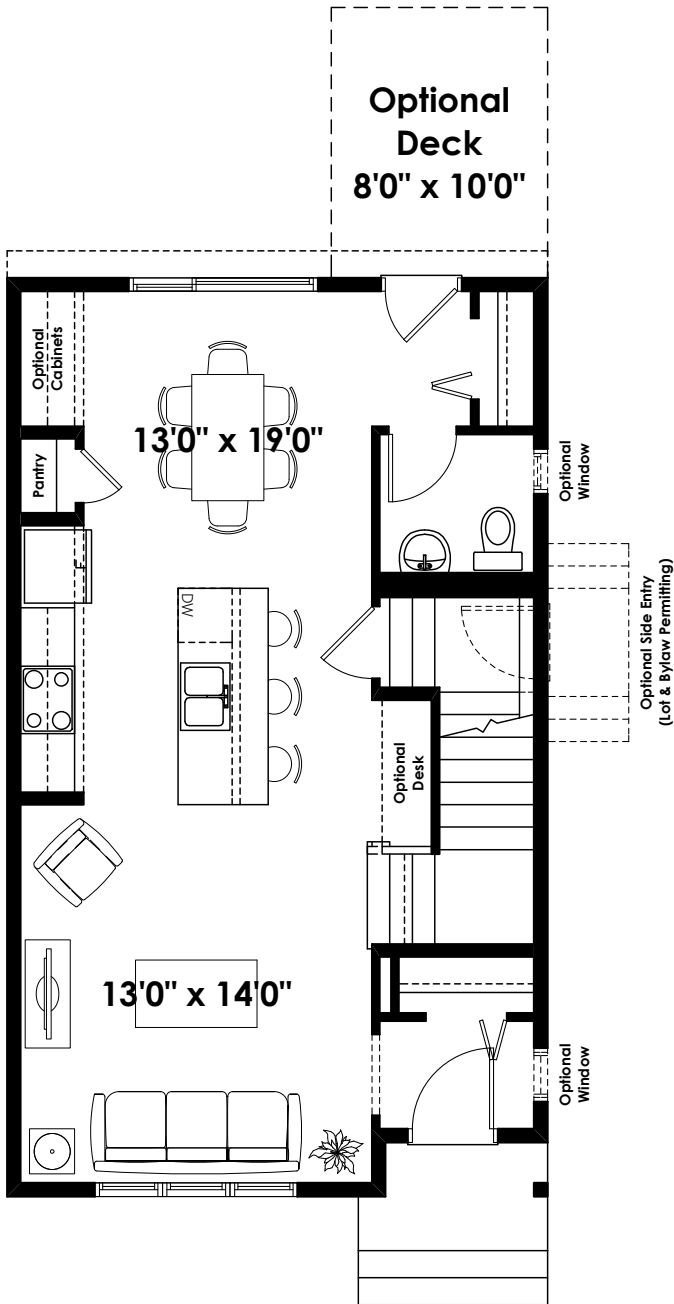 Optional
Deck
8'0" x 10'0"
Optional
Cabinets
13'0" x 19'0"
Pantry
Optional
Window
DW
Optional Side Entry
(Lot & Bylaw Permitting)
Optional
Desk
13'0" x 14'0"
Optional
Window